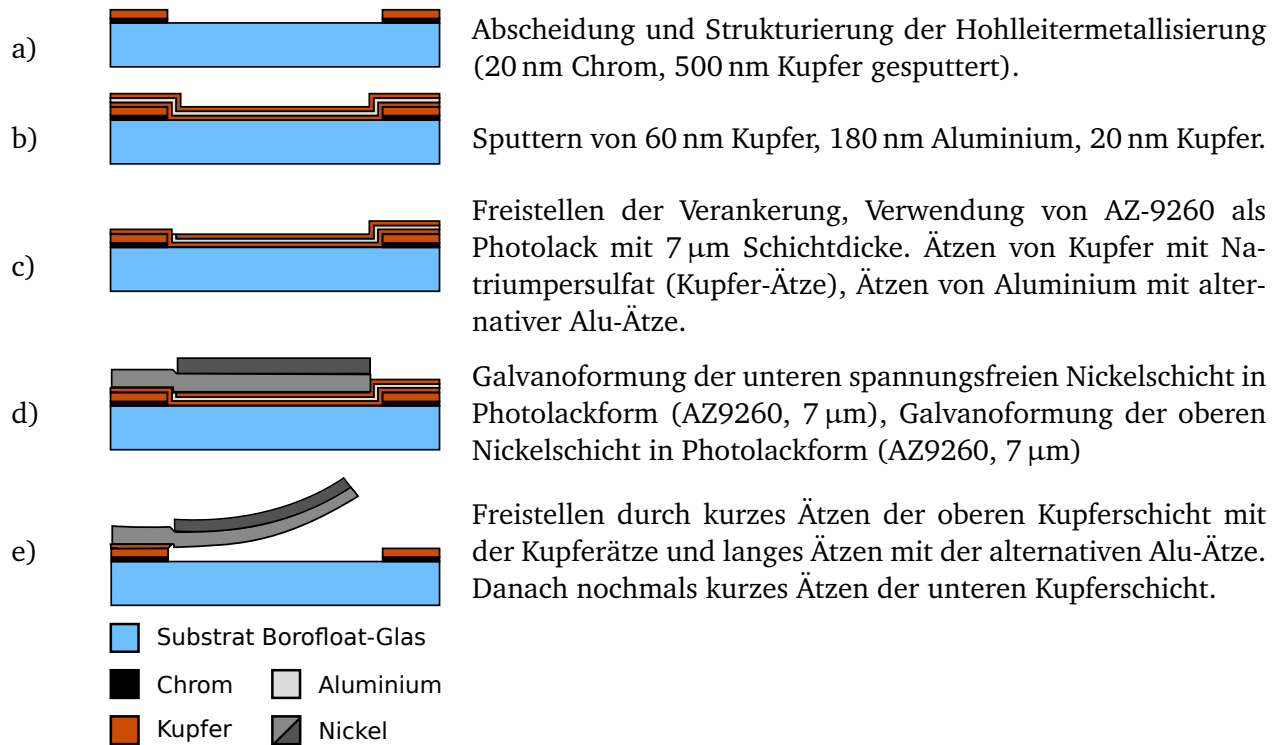 a)
Abscheidung und Strukturierung der Hohlleitermetallisierung
(20 nm Chrom, 500 nm Kupfer gesputtert).
b)
Sputtern von 60 nm Kupfer, 180 nm Aluminium, 20 nm Kupfer.
c)
Freistellen der Verankerung, Verwendung von AZ-9260 als
Photolack mit 7 µm Schichtdicke. Ätzen von Kupfer mit Na-
triumpersulfat (Kupfer-Ätze), Ätzen von Aluminium mit alter-
nativer Alu-Ätze.
d)
Galvanoformung der unteren spannungsfreien Nickelschicht in
Photolackform (AZ9260, 7 µm), Galvanoformung der oberen
Nickelschicht in Photolackform (AZ9260, 7 µm)
e)
Freistellen durch kurzes Ätzen der oberen Kupferschicht mit
der Kupferätze und langes Ätzen mit der alternativen Alu-Ätze.
Danach nochmals kurzes Ätzen der unteren Kupferschicht.
Substrat Borofloat-Glas
Chrom
Aluminium
Kupfer
Nickel